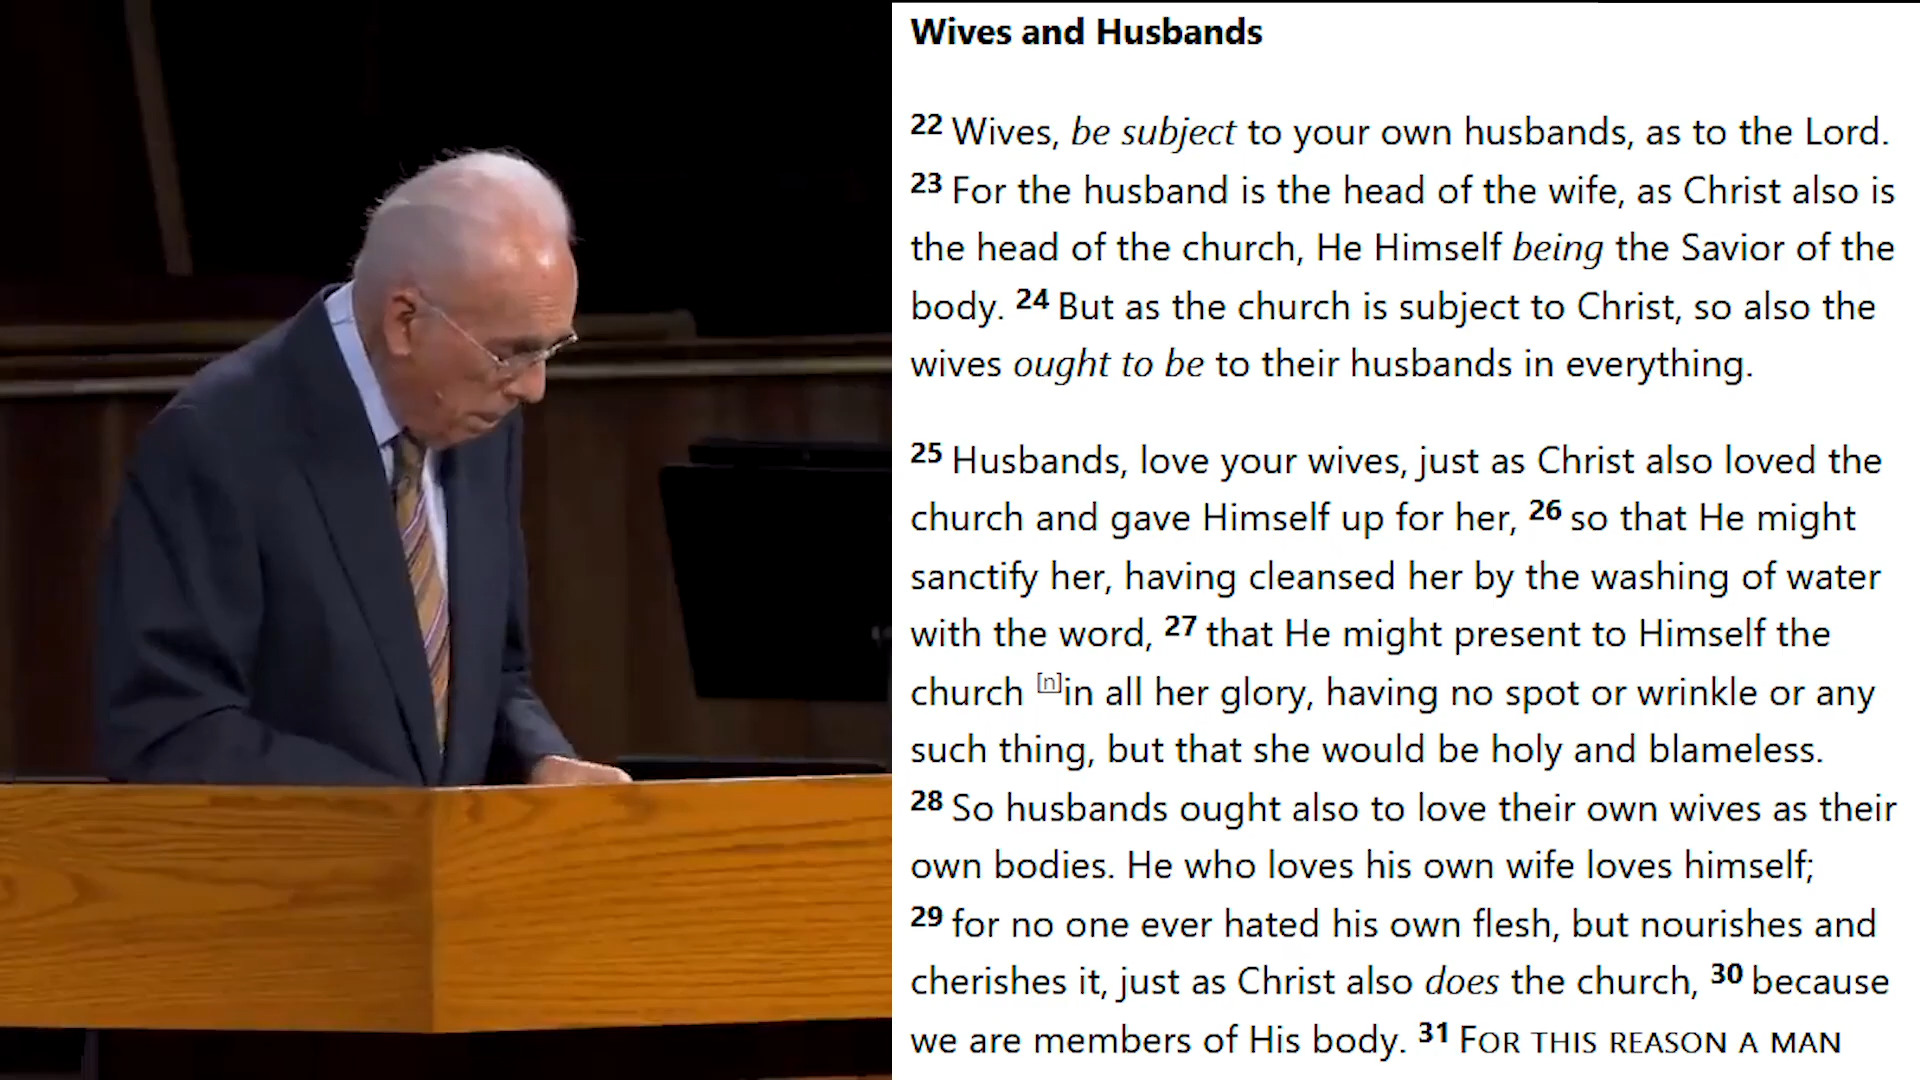 Wives and Husbands
22 Wives, be subject to your own husbands, as to the Lord.
23 For the husband is the head of the wife, as Christ also is
the head of the church, He Himself being the Savior of the
body. 24 But as the church is subject to Christ, so also the
wives ought to be to their husbands in everything.
25 Husbands, love your wives, just as Christ also loved the
church and gave Himself up for her, 26 so that He might
sanctify her, having cleansed her by the washing of water
with the word, 27 that He might present to Himself the
church [n]in all her glory, having no spot or wrinkle or any
such thing, but that she would be holy and blameless.
28 So husbands ought also to love their own wives as their
own bodies. He who loves his own wife loves himself;
29 for no one ever hated his own flesh, but nourishes and
cherishes it, just as Christ also does the church, 30 because
we are members of His body. 31 FOR THIS REASON A MAN